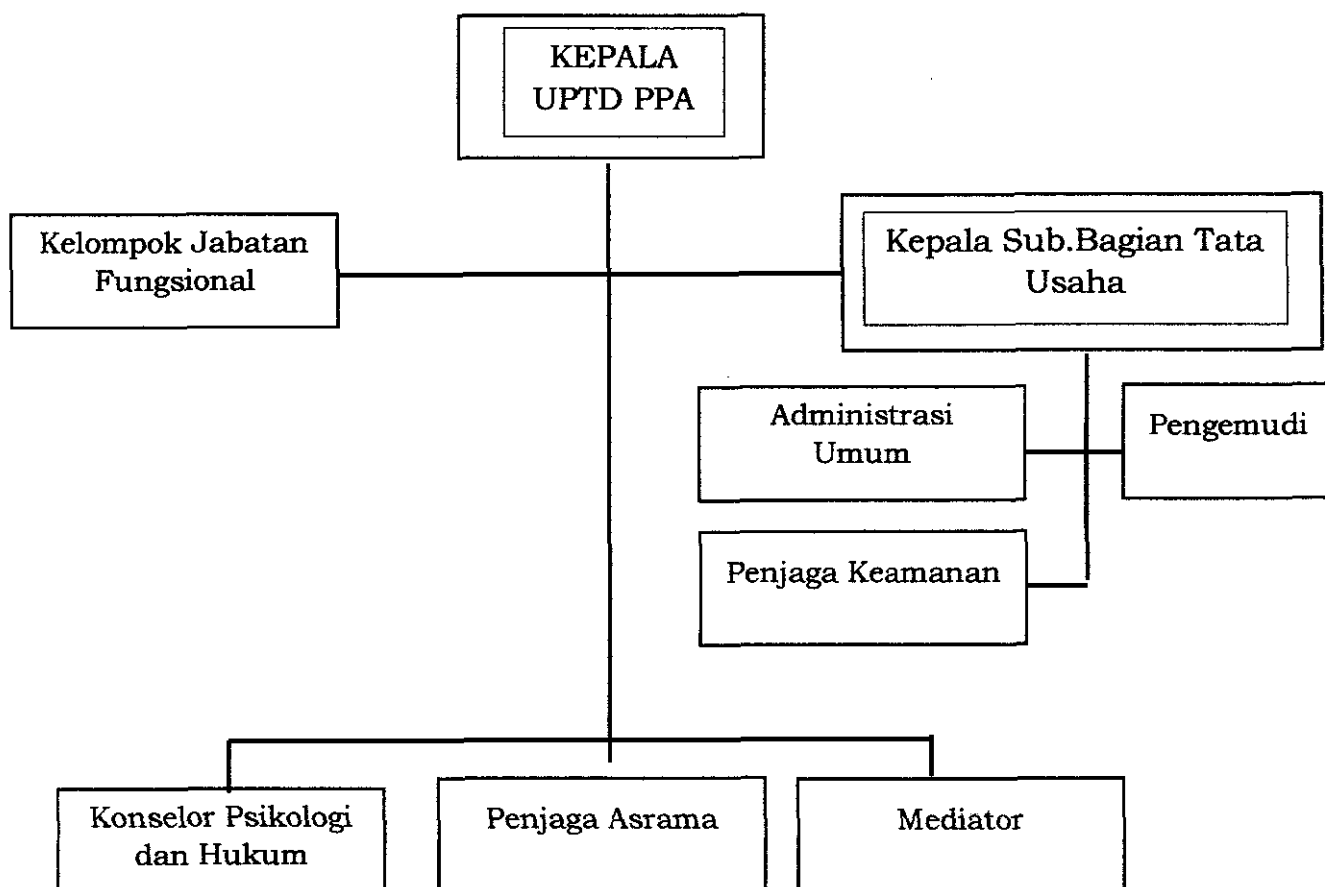 KEPALA
UPTD PPA
Kelompok Jabatan
Fungsional
Kepala Sub.Bagian Tata
Usaha
Administrasi
Umum
Pengemudi
Penjaga Keamanan
Konselor Psikologi
dan Hukum
Penjaga Asrama
Mediator